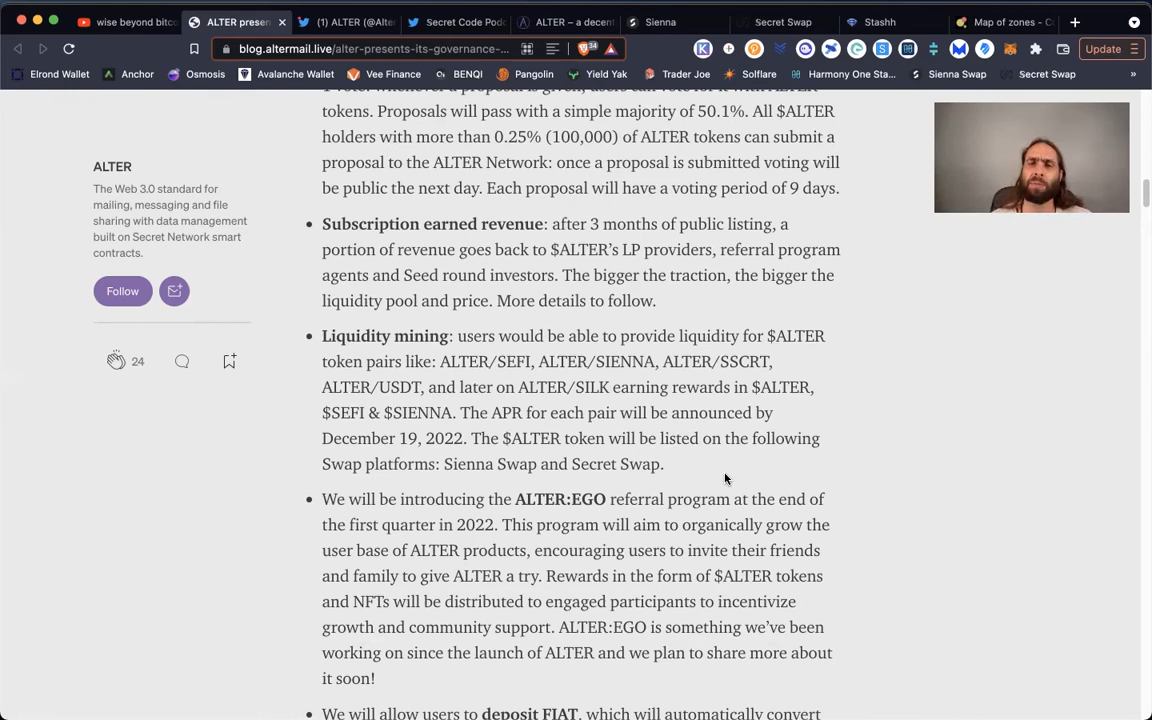 wise beyond bitco
ALTER presen
(1) ALTER (@Alte
Secret Code Pod
ALTER – a decent
Sienna
Secret Swap
Stashh
Map of zones - C
blog.altermail.live/alter-presents-its-governance-...
34
Update
Elrond Wallet
Anchor
Osmosis
Avalanche Wallet
Vee Finance
BENQI
Pangolin
Yield Yak
Trader Joe
Solflare
Harmony One Sta...
Sienna Swap
Secret Swap
»
tokens. Proposals will pass with a simple majority of 50.1%. All $ALTER
holders with more than 0.25% (100,000) of ALTER tokens can submit a
proposal to the ALTER Network: once a proposal is submitted voting will
be public the next day. Each proposal will have a voting period of 9 days.
• Subscription earned revenue: after 3 months of public listing, a
portion of revenue goes back to $ALTER’s LP providers, referral program
agents and Seed round investors. The bigger the traction, the bigger the
liquidity pool and price. More details to follow.
• Liquidity mining: users would be able to provide liquidity for $ALTER
token pairs like: ALTER/SEFI, ALTER/SIENNA, ALTER/SSCRT,
ALTER/USDT, and later on ALTER/SILK earning rewards in $ALTER,
$SEFI & $SIENNA. The APR for each pair will be announced by
December 19, 2022. The $ALTER token will be listed on the following
Swap platforms: Sienna Swap and Secret Swap.
• We will be introducing the ALTER:EGO referral program at the end of
the first quarter in 2022. This program will aim to organically grow the
user base of ALTER products, encouraging users to invite their friends
and family to give ALTER a try. Rewards in the form of $ALTER tokens
and NFTs will be distributed to engaged participants to incentivize
growth and community support. ALTER:EGO is something we’ve been
working on since the launch of ALTER and we plan to share more about
it soon!
• We will allow users to deposit FIAT, which will automatically convert
ALTER
The Web 3.0 standard for
mailing, messaging and file
sharing with data management
built on Secret Network smart
contracts.
Follow
24